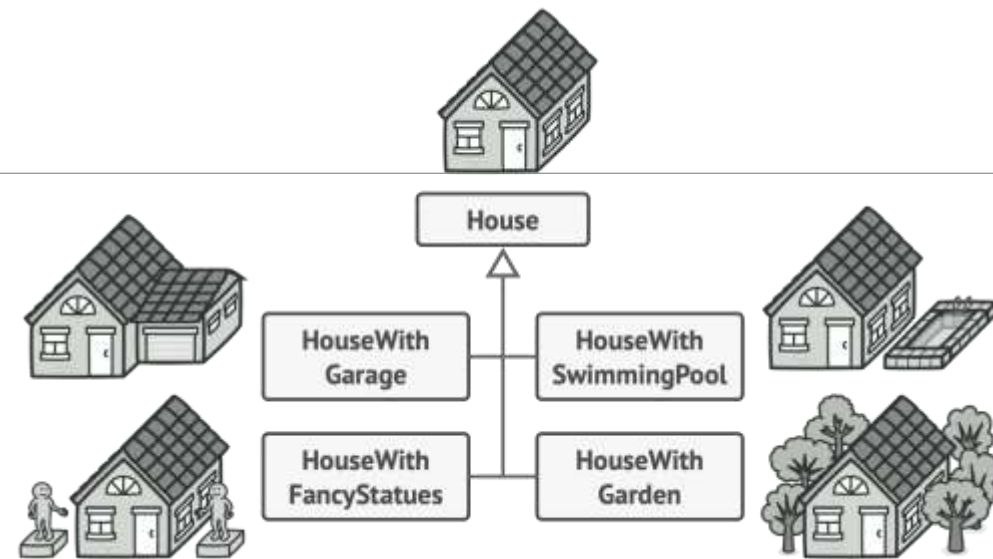 House
HouseWith
Garage
HouseWith
SwimmingPool
HouseWith
FancyStatues
HouseWith
Garden